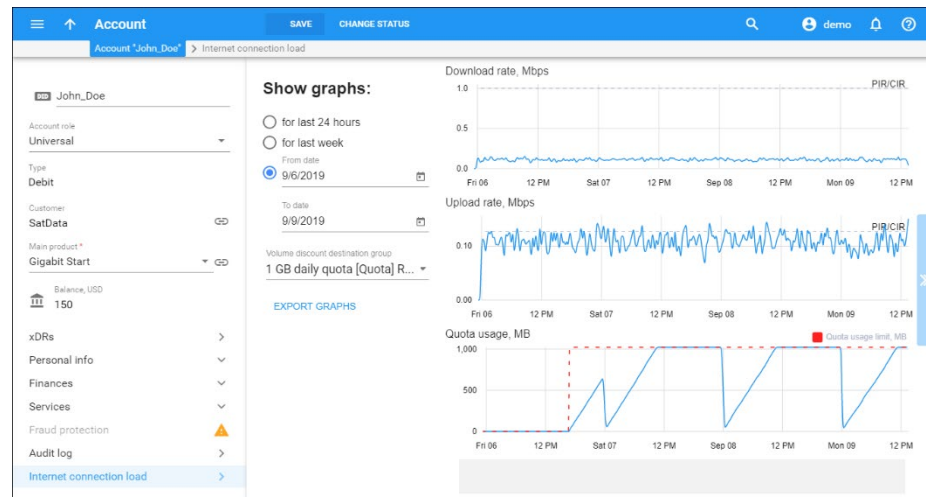 Account
SAVE
CHANGE STATUS
demo
Account "John_Doe"
Internet connection load
DID John_Doe
Account role
Universal
Type
Debit
Customer
SatData
Main product *
Gigabit Start
Balance, USD
150
xDRs
Personal info
Finances
Services
Fraud protection
Audit log
Internet connection load
Show graphs:
for last 24 hours
for last week
From date
9/6/2019
To date
9/9/2019
Volume discount destination group
1 GB daily quota [Quota] R...
EXPORT GRAPHS
Download rate, Mbps
PIR/CIR
1.0
0.5
0.0
Fri 06 12 PM Sat 07 12 PM Sep 08 12 PM Mon 09 12 PM
Upload rate, Mbps
PIR/CIR
0.10
0.00
Fri 06 12 PM Sat 07 12 PM Sep 08 12 PM Mon 09 12 PM
Quota usage, MB
Quota usage limit, MB
1,000
500
0
Fri 06 12 PM Sat 07 12 PM Sep 08 12 PM Mon 09 12 PM